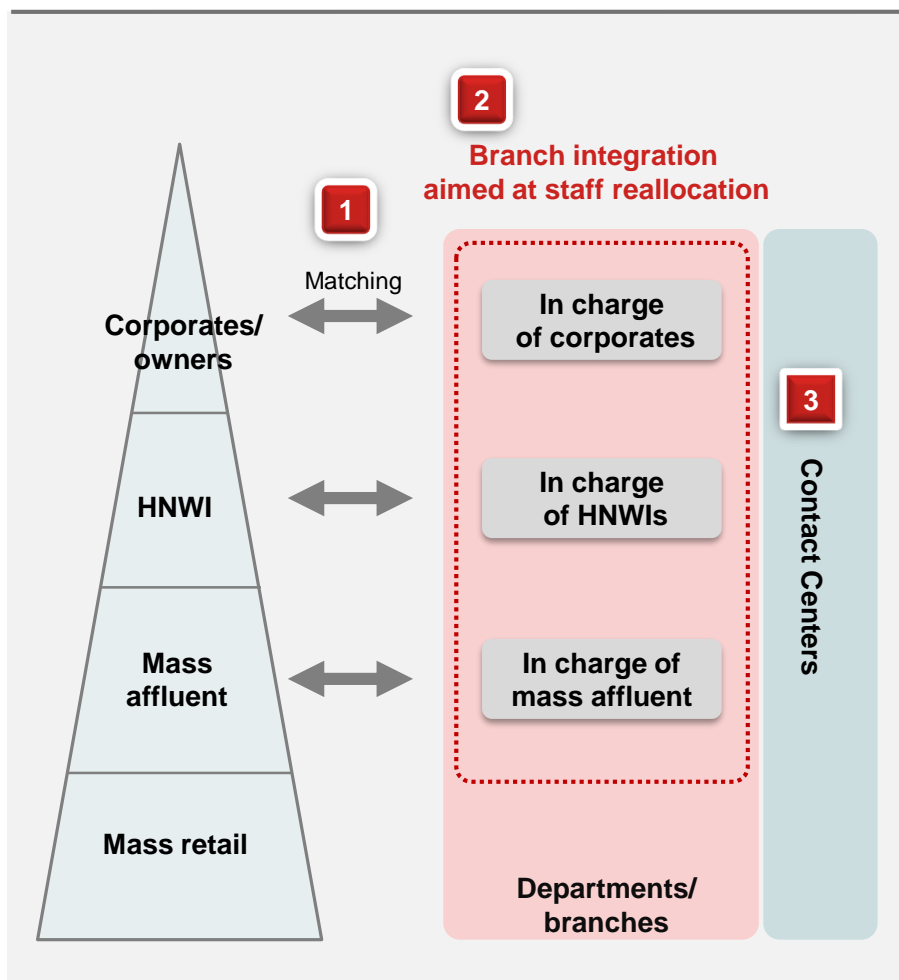 2
Branch integration
aimed at staff reallocation
1
Matching
Corporates/
owners
In charge
of corporates
3
HNWI
In charge
of HNWIs
Contact Centers
Mass
affluent
In charge of
mass affluent
Mass retail
Departments/
branches